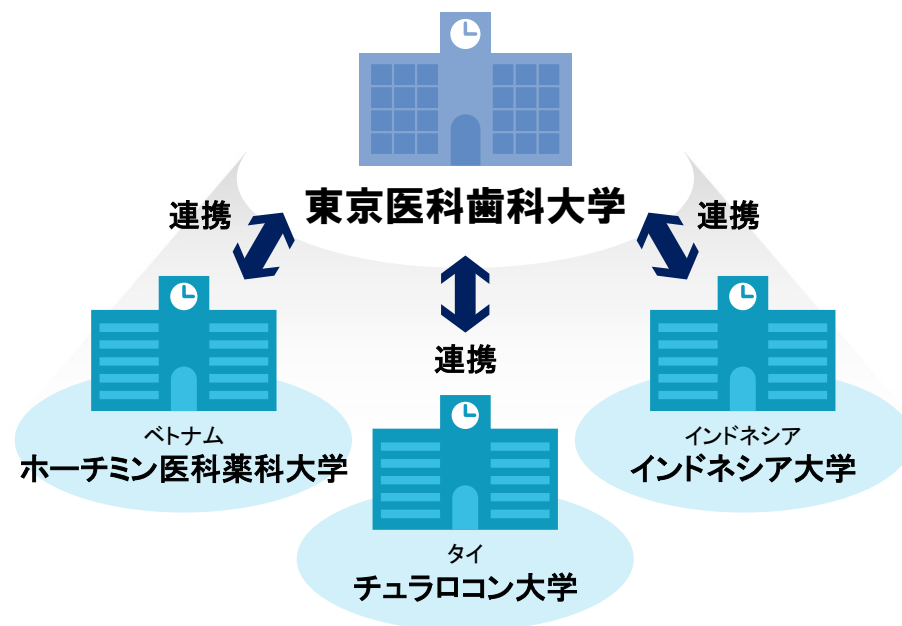 東京医科歯科大学
連携
連携
連携
ベトナム
ホーチミン医科薬科大学
インドネシア
インドネシア大学
タイ
チュラロコン大学